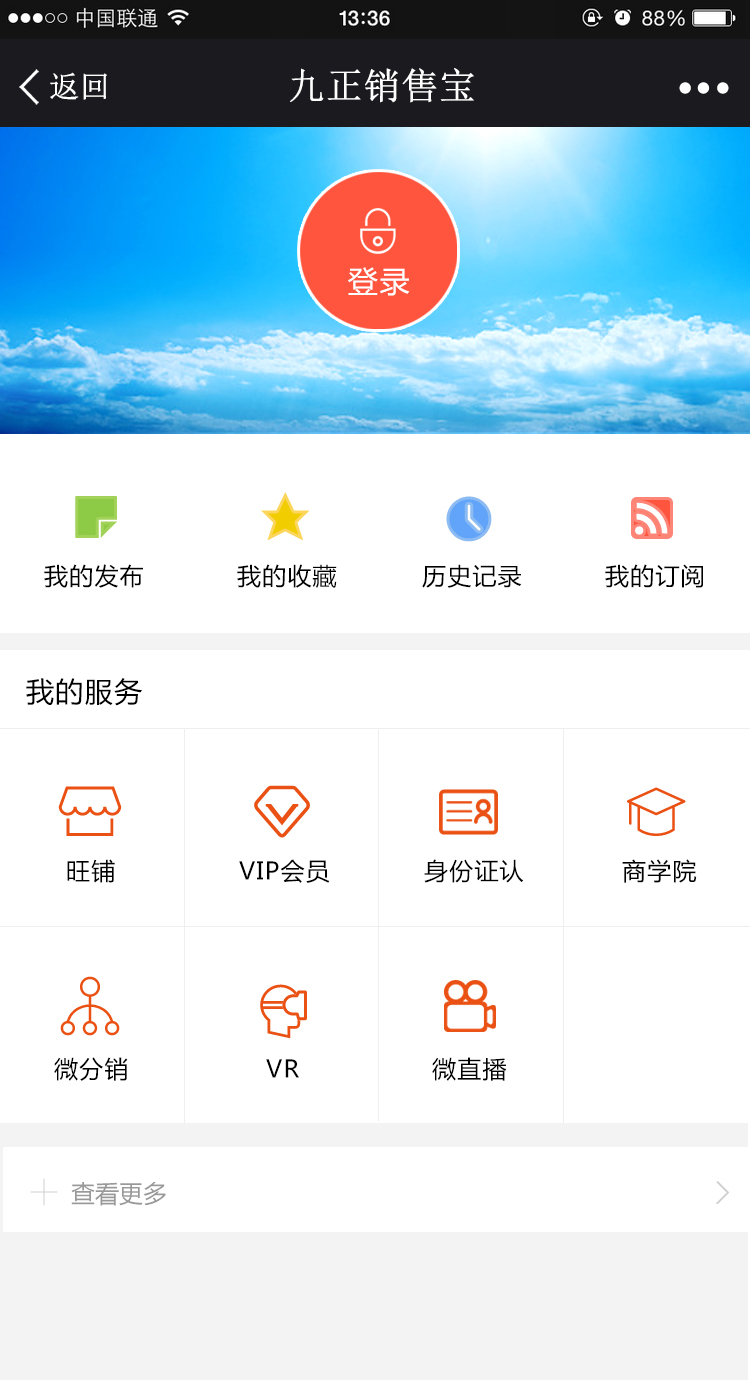 中国联通 13:36 88%
返回 九正销售宝
登录
我的发布 我的收藏 历史记录 我的订阅
我的服务
旺铺 VIP会员 身份证认 商学院
微分销 VR 微直播
查看更多